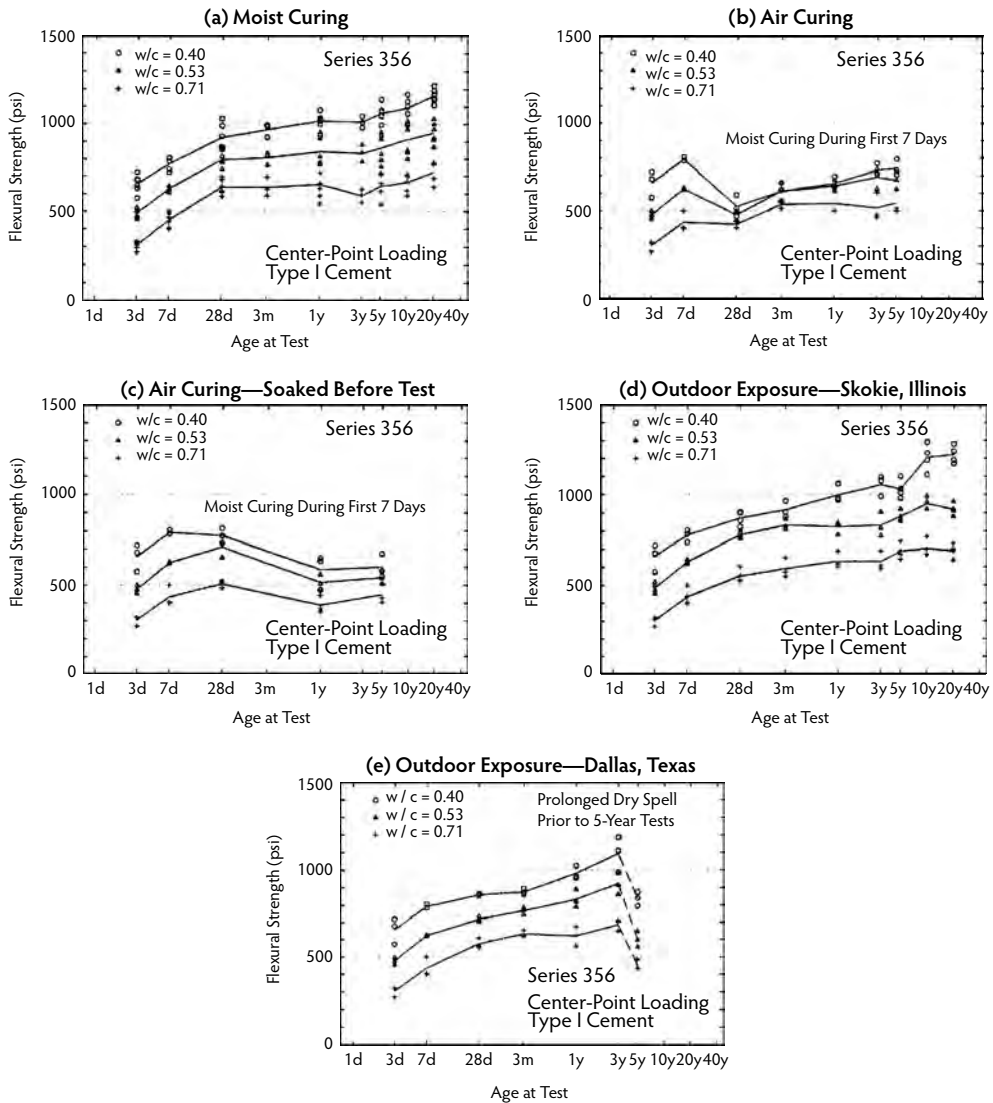 (a) Moist Curing
1500
w/c = 0.40
w/c = 0.53
w/c = 0.71
Series 356
1000
Flexural Strength (psi)
500
Center-Point Loading
Type I Cement
0
1d 3d 7d 28d 3m 1y 3y 5y 10y 20y 40y
Age at Test
(b) Air Curing
1500
w/c = 0.40
w/c = 0.53
w/c = 0.71
Series 356
1000
Moist Curing During First 7 Days
Flexural Strength (psi)
500
Center-Point Loading
Type I Cement
0
1d 3d 7d 28d 3m 1y 3y 5y 10y 20y 40y
Age at Test
(c) Air Curing—Soaked Before Test
1500
w/c = 0.40
w/c = 0.53
w/c = 0.71
Series 356
1000
Moist Curing During First 7 Days
Flexural Strength (psi)
500
Center-Point Loading
Type I Cement
0
1d 3d 7d 28d 3m 1y 3y 5y 10y 20y 40y
Age at Test
(d) Outdoor Exposure—Skokie, Illinois
1500
w/c = 0.40
w/c = 0.53
w/c = 0.71
Series 356
1000
Flexural Strength (psi)
500
Center-Point Loading
Type I Cement
0
1d 3d 7d 28d 3m 1y 3y 5y 10y 20y 40y
Age at Test
(e) Outdoor Exposure—Dallas, Texas
1500
w / c = 0.40
w / c = 0.53
w / c = 0.71
Prolonged Dry Spell
Prior to 5-Year Tests
1000
Flexural Strength (psi)
500
Series 356
Center-Point Loading
Type I Cement
0
1d 3d 7d 28d 3m 1y 3y 5y 10y 20y 40y
Age at Test